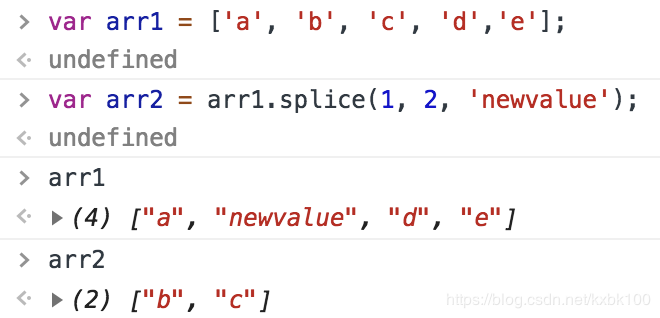 > var arr1 = ['a', 'b', 'c', 'd','e'];
undefined
> var arr2 = arr1.splice(1, 2, 'newvalue');
undefined
> arr1
(4) ["a", "newvalue", "d", "e"]
> arr2
(2) ["b", "c"]
https://blog.csdn.net/kxbk100